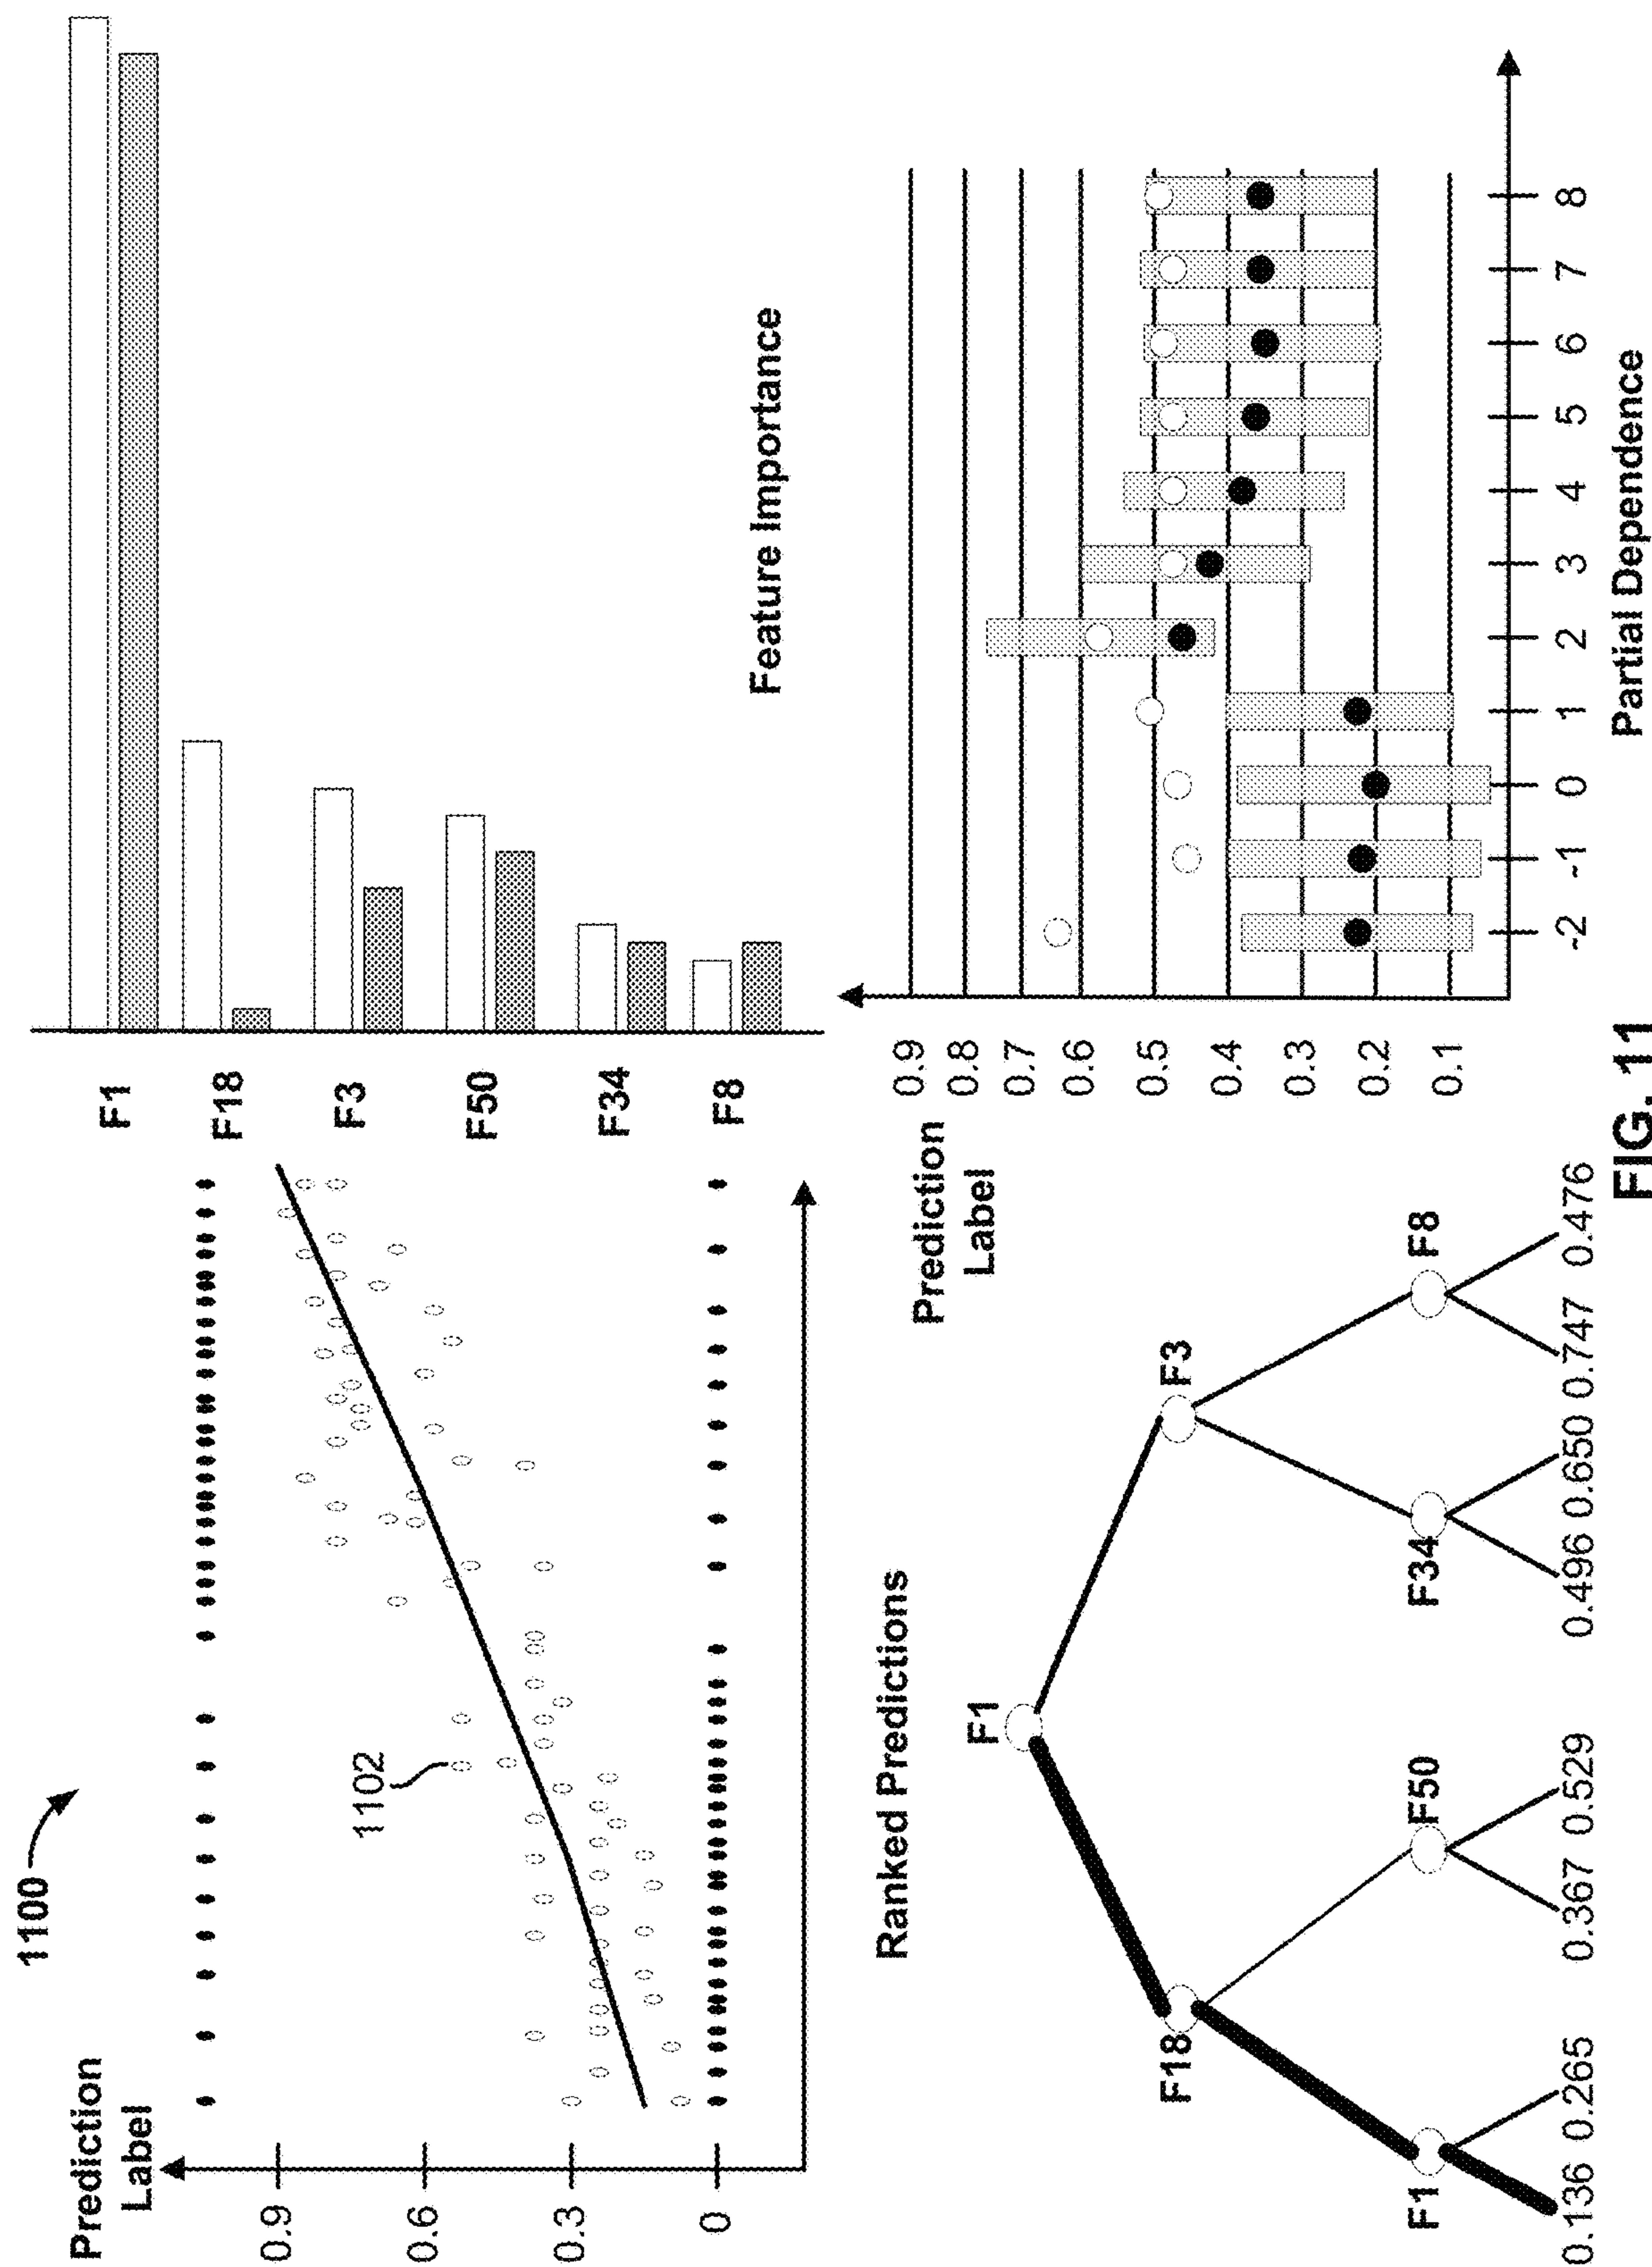 1100
Prediction
Label
0.9
0.6
0.3
0
1102
Ranked Predictions
F1
F18
F3
F50
F34
F8
Feature Importance
F1
F18
F3
F1
F50
F34
F8
0.136 0.265 0.367 0.529 0.496 0.650 0.747 0.476
Prediction
Label
0.9
0.8
0.7
0.6
0.5
0.4
0.3
0.2
0.1
-2 -1 0 1 2 3 4 5 6 7 8
Partial Dependence
FIG. 11